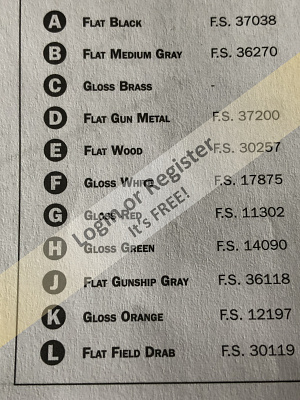 A FLAT BLACK F.S. 37038
B FLAT MEDIUM GRAY F.S. 36270
C GLOSS BRASS -
D FLAT GUN METAL F.S. 37200
E FLAT WOOD F.S. 30257
F GLOSS WHITE F.S. 17875
G GLOSS RED F.S. 11302
H GLOSS GREEN F.S. 14090
J FLAT GUNSHIP GRAY F.S. 36118
K GLOSS ORANGE F.S. 12197
L FLAT FIELD DRAB F.S. 30119
Login or Register
It's FREE!